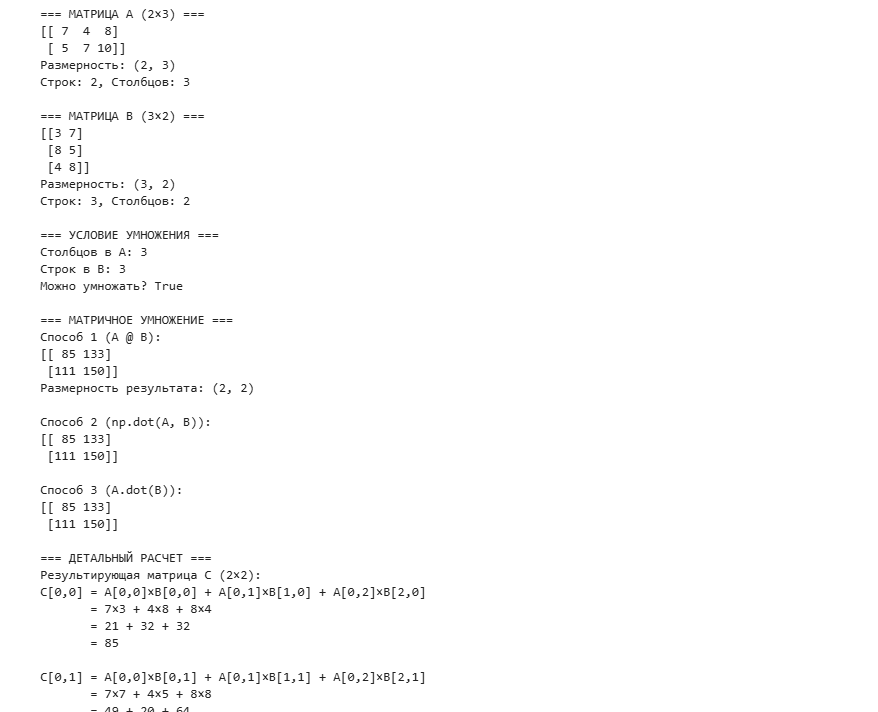 === МАТРИЦА A (2×3) ===
[[ 7  4  8]
 [ 5  7 10]]
Размерность: (2, 3)
Строк: 2, Столбцов: 3
=== МАТРИЦА B (3×2) ===
[[3 7]
 [8 5]
 [4 8]]
Размерность: (3, 2)
Строк: 3, Столбцов: 2
=== УСЛОВИЕ УМНОЖЕНИЯ ===
Столбцов в A: 3
Строк в B: 3
Можно умножать? True
=== МАТРИЧНОЕ УМНОЖЕНИЕ ===
Способ 1 (A @ B):
[[ 85 133]
 [111 150]]
Размерность результата: (2, 2)
Способ 2 (np.dot(A, B)):
[[ 85 133]
 [111 150]]
Способ 3 (A.dot(B)):
[[ 85 133]
 [111 150]]
=== ДЕТАЛЬНЫЙ РАСЧЕТ ===
Результирующая матрица C (2×2):
C[0,0] = A[0,0]×B[0,0] + A[0,1]×B[1,0] + A[0,2]×B[2,0]
       = 7×3 + 4×8 + 8×4
       = 21 + 32 + 32
       = 85
C[0,1] = A[0,0]×B[0,1] + A[0,1]×B[1,1] + A[0,2]×B[2,1]
       = 7×7 + 4×5 + 8×8
       = 49 + 20 + 64